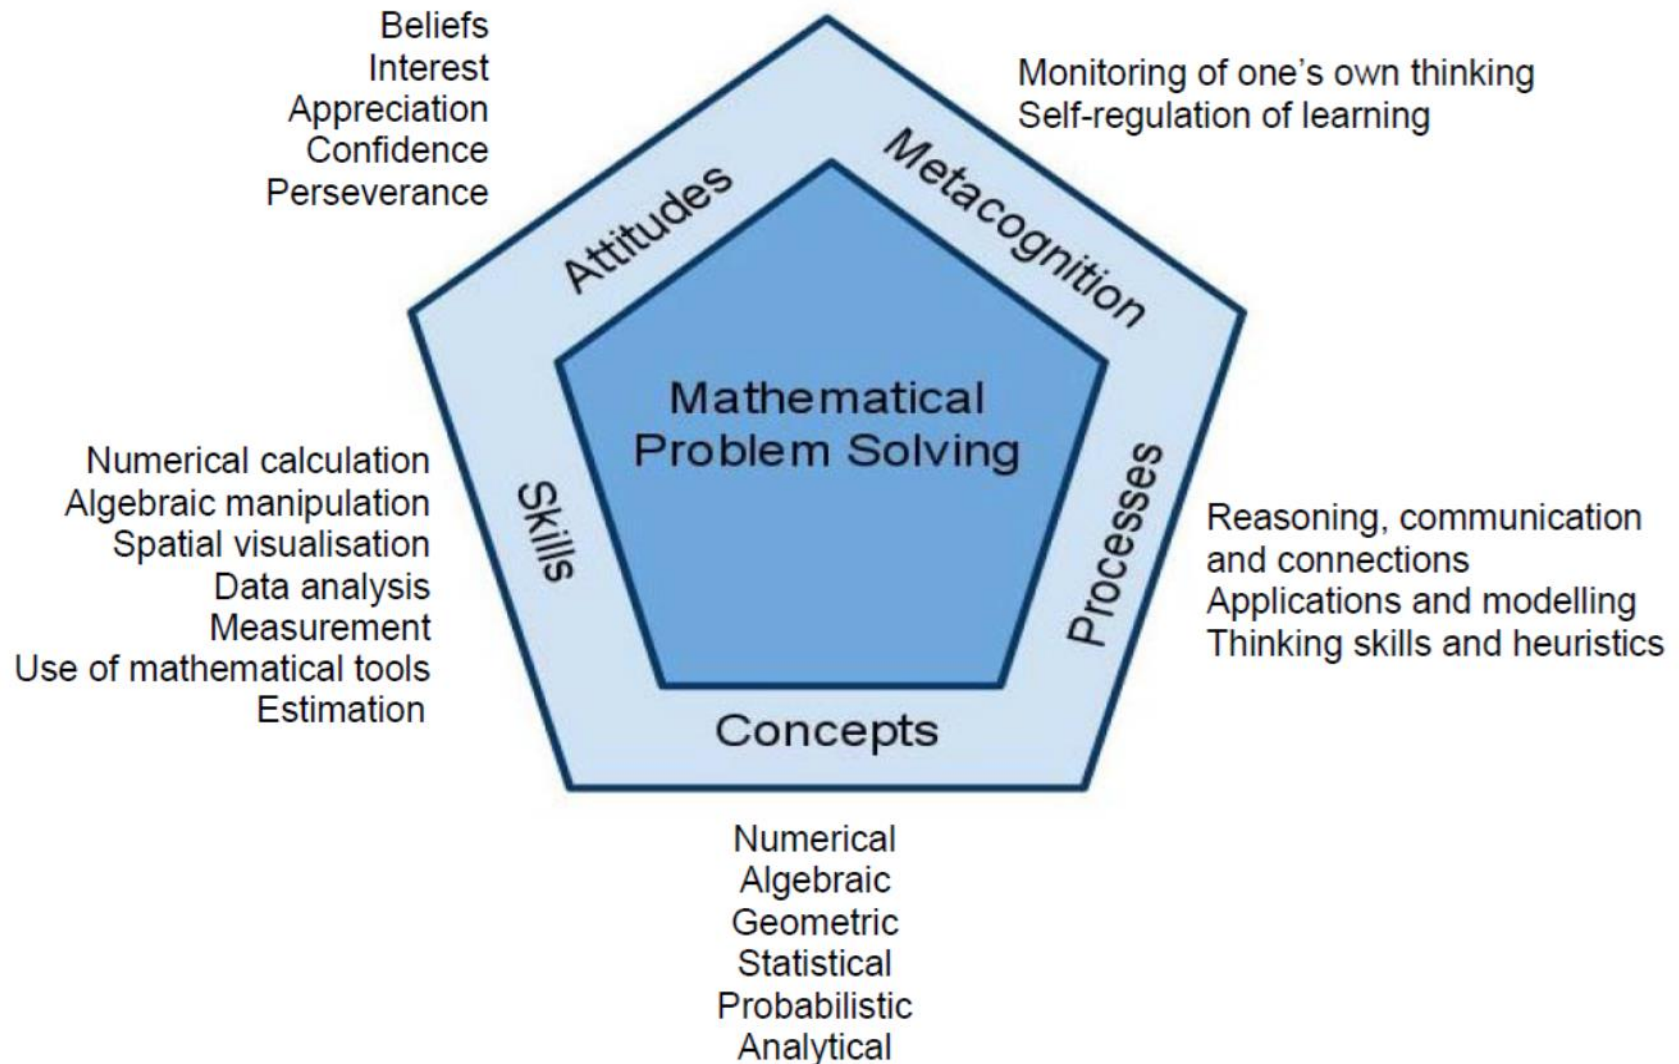 Beliefs
Interest
Appreciation
Confidence
Perseverance
Monitoring of one's own thinking
Self-regulation of learning
Attitudes
Metacognition
Mathematical
Problem Solving
Numerical calculation
Algebraic manipulation
Spatial visualisation
Data analysis
Measurement
Use of mathematical tools
Estimation
Skills
Processes
Reasoning, communication
and connections
Applications and modelling
Thinking skills and heuristics
Concepts
Numerical
Algebraic
Geometric
Statistical
Probabilistic
Analytical